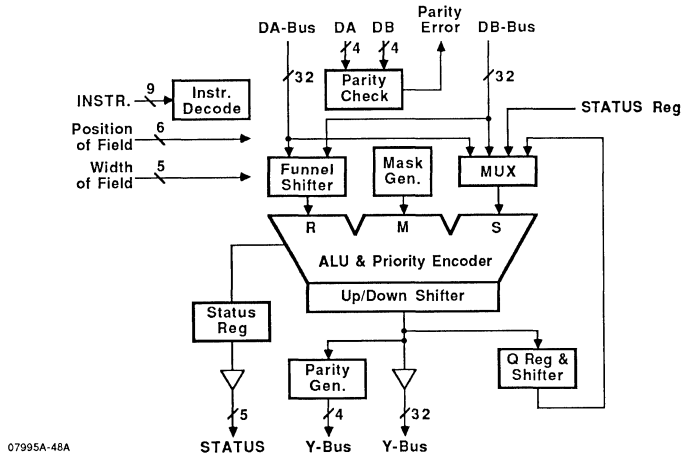 Parity
Error
DA-Bus
DA
DB
DB-Bus
4
4
32
32
Parity
Check
INSTR.
9
Instr.
Decode
STATUS Reg
Position
of Field
6
Width
of Field
5
Funnel
Shifter
Mask
Gen.
MUX
R
M
S
ALU & Priority Encoder
Up/Down Shifter
Status
Reg
Parity
Gen.
Q Reg &
Shifter
5
4
32
STATUS
Y-Bus
Y-Bus
07995A-48A